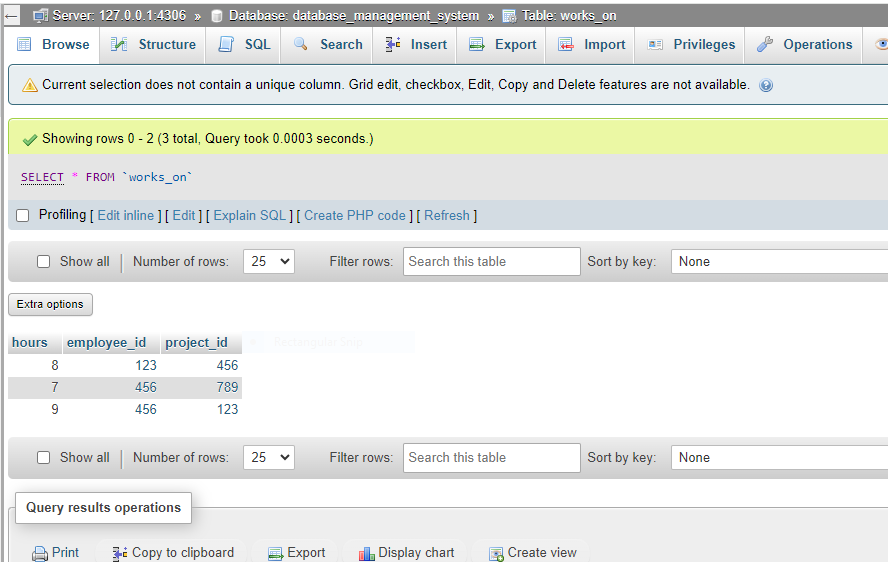 Server: 127.0.0.1:4306 » Database: database_management_system » Table: works_on
Browse Structure SQL Search Insert Export Import Privileges Operations
Current selection does not contain a unique column. Grid edit, checkbox, Edit, Copy and Delete features are not available.
Showing rows 0 - 2 (3 total, Query took 0.0003 seconds.)
SELECT * FROM `works_on`
Profiling [ Edit inline ] [ Edit ] [ Explain SQL ] [ Create PHP code ] [ Refresh ]
Show all | Number of rows: 25 Filter rows: Search this table Sort by key: None
Extra options
hours employee_id project_id
8 123 456
7 456 789
9 456 123
Show all | Number of rows: 25 Filter rows: Search this table Sort by key: None
Query results operations
Print Copy to clipboard Export Display chart Create view